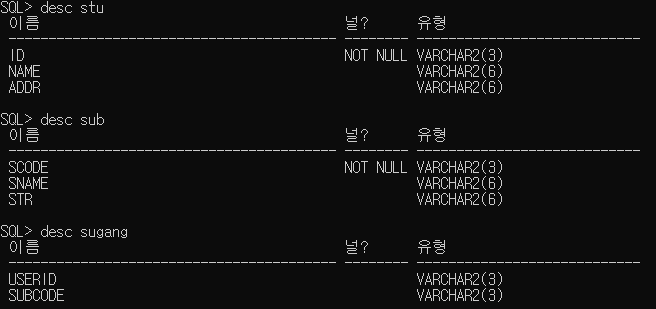 SQL> desc stu
이름 널? 유형
----------------------------------------- -------- ----------------------------
ID NOT NULL VARCHAR2(3)
NAME VARCHAR2(6)
ADDR VARCHAR2(6)
SQL> desc sub
이름 널? 유형
----------------------------------------- -------- ----------------------------
SCODE NOT NULL VARCHAR2(3)
SNAME VARCHAR2(6)
STR VARCHAR2(6)
SQL> desc sugang
이름 널? 유형
----------------------------------------- -------- ----------------------------
USERID VARCHAR2(3)
SUBCODE VARCHAR2(3)